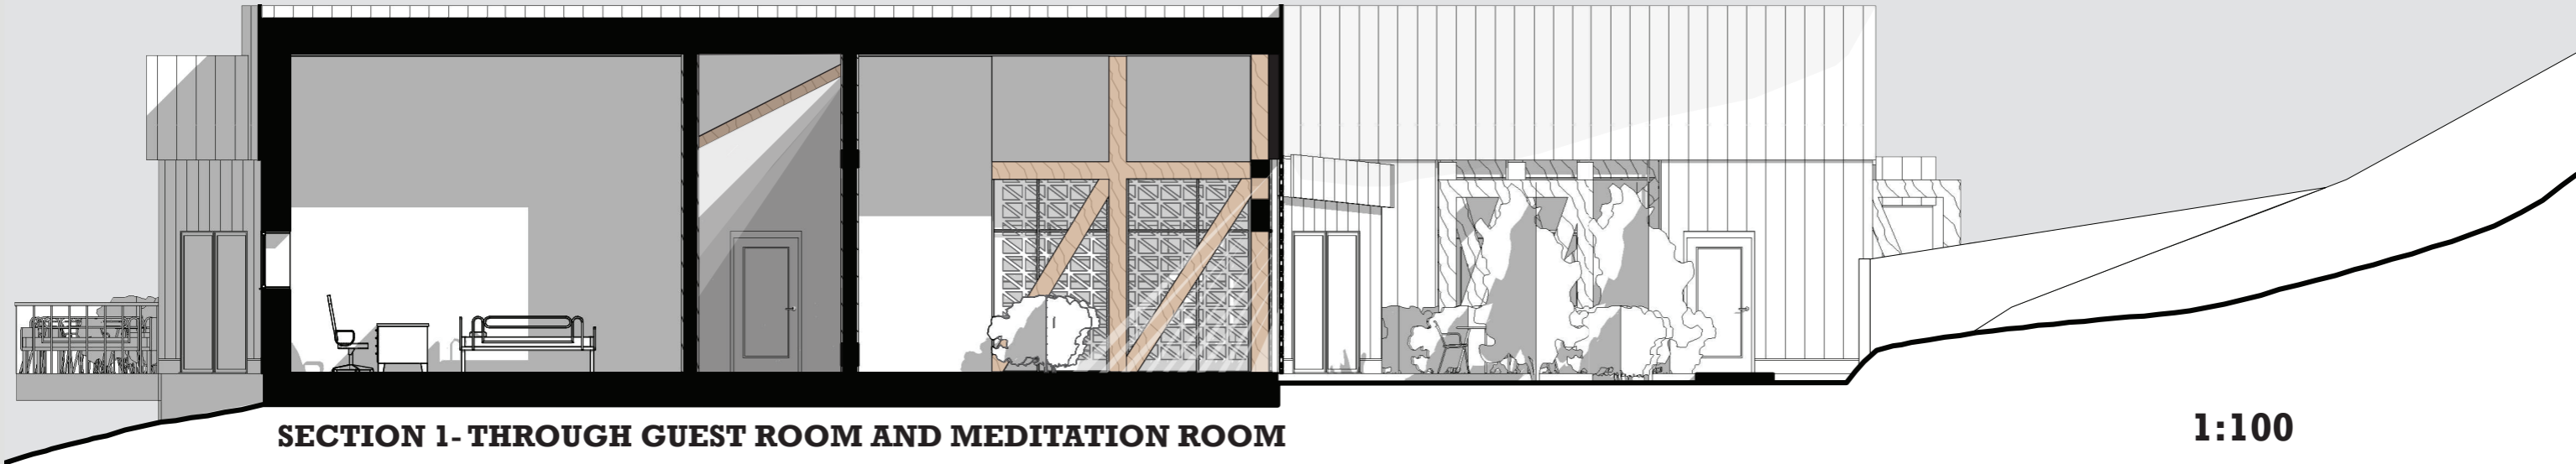 SECTION 1- THROUGH GUEST ROOM AND MEDITATION ROOM
1:100